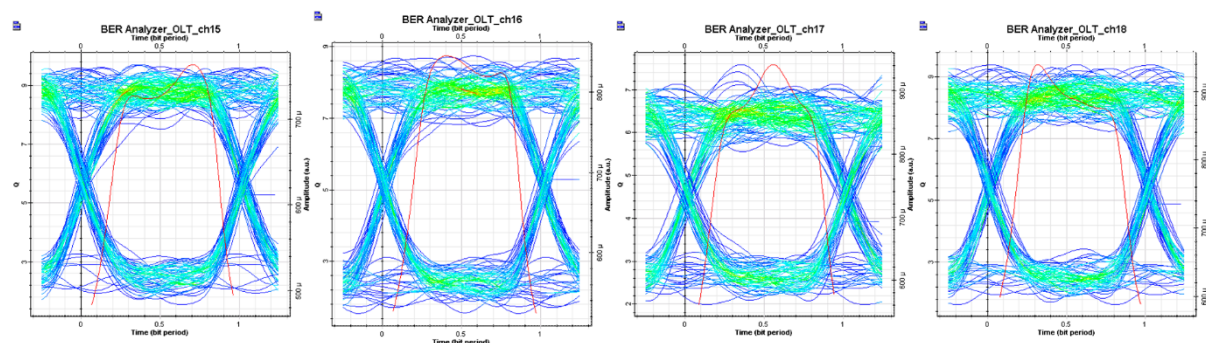 BER Analyzer_OLT_ch15
Time (bit period)
0 0.5 1
Q
9
7
5
3
Amplitude (a.u.)
700 µ
600 µ
500 µ
0 0.5 1
Time (bit period)
BER Analyzer_OLT_ch16
Time (bit period)
0 0.5 1
Q
9
7
5
3
Amplitude (a.u.)
800 µ
700 µ
600 µ
0 0.5 1
Time (bit period)
BER Analyzer_OLT_ch17
Time (bit period)
0 0.5 1
Q
7
6
5
4
3
2
Amplitude (a.u.)
900 µ
800 µ
700 µ
600 µ
0 0.5 1
Time (bit period)
BER Analyzer_OLT_ch18
Time (bit period)
0 0.5 1
Q
9
7
5
3
900 µ
800 µ
700 µ
600 µ
0 0.5 1
Time (bit period)